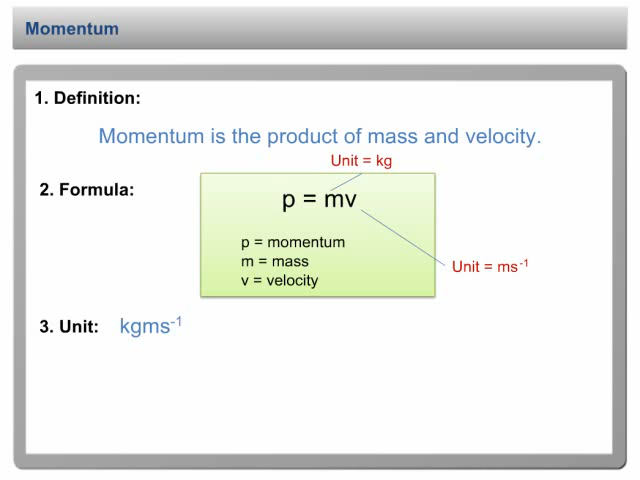 Momentum
1. Definition:
Momentum is the product of mass and velocity.
Unit = kg
2. Formula:
p = mv
p = momentum
m = mass
v = velocity
Unit = ms⁻¹
3. Unit: kgms⁻¹